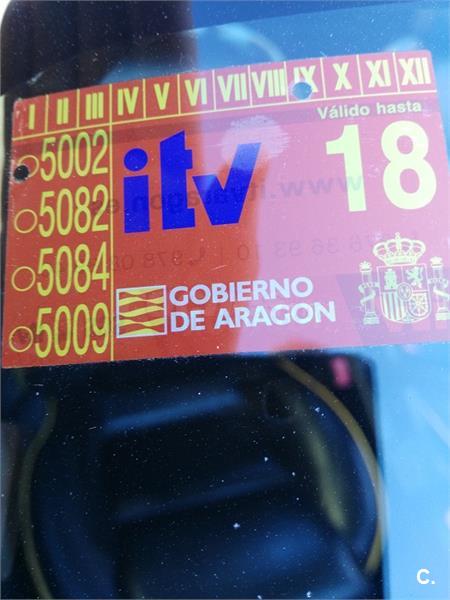 I II III IV V VI VII VIII IX X XI XII
Válido hasta
5002
itv
18
5082
5084
GOBIERNO
5009
DE ARAGON
C.